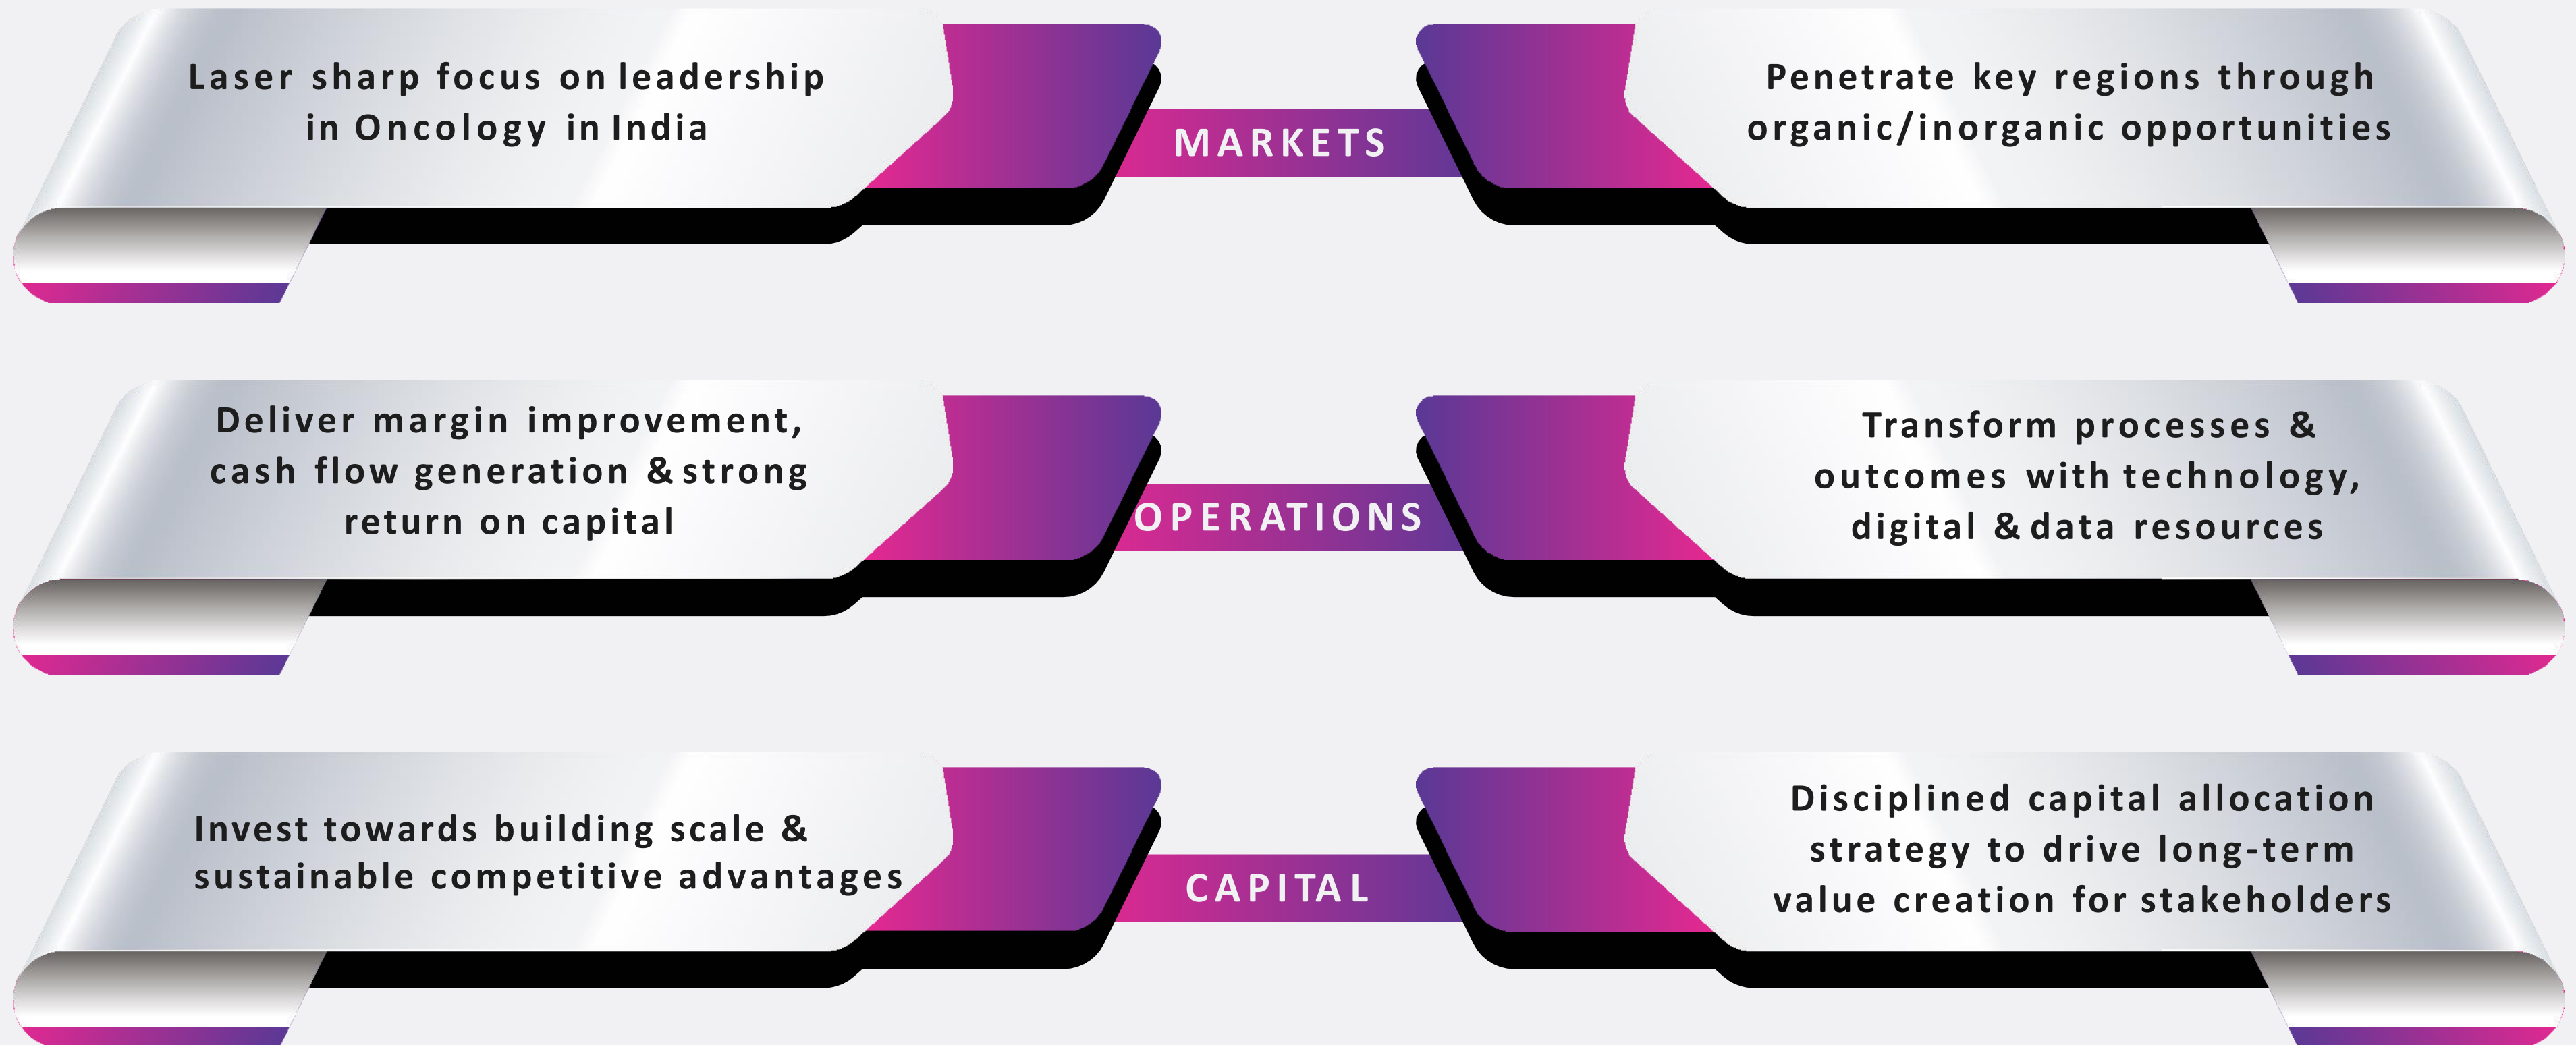 Laser sharp focus on leadership
in Oncology in India
MARKETS
Penetrate key regions through
organic/inorganic opportunities
Deliver margin improvement,
cash flow generation & strong
return on capital
OPERATIONS
Transform processes &
outcomes with technology,
digital & data resources
Invest towards building scale &
sustainable competitive advantages
CAPITAL
Disciplined capital allocation
strategy to drive long-term
value creation for stakeholders